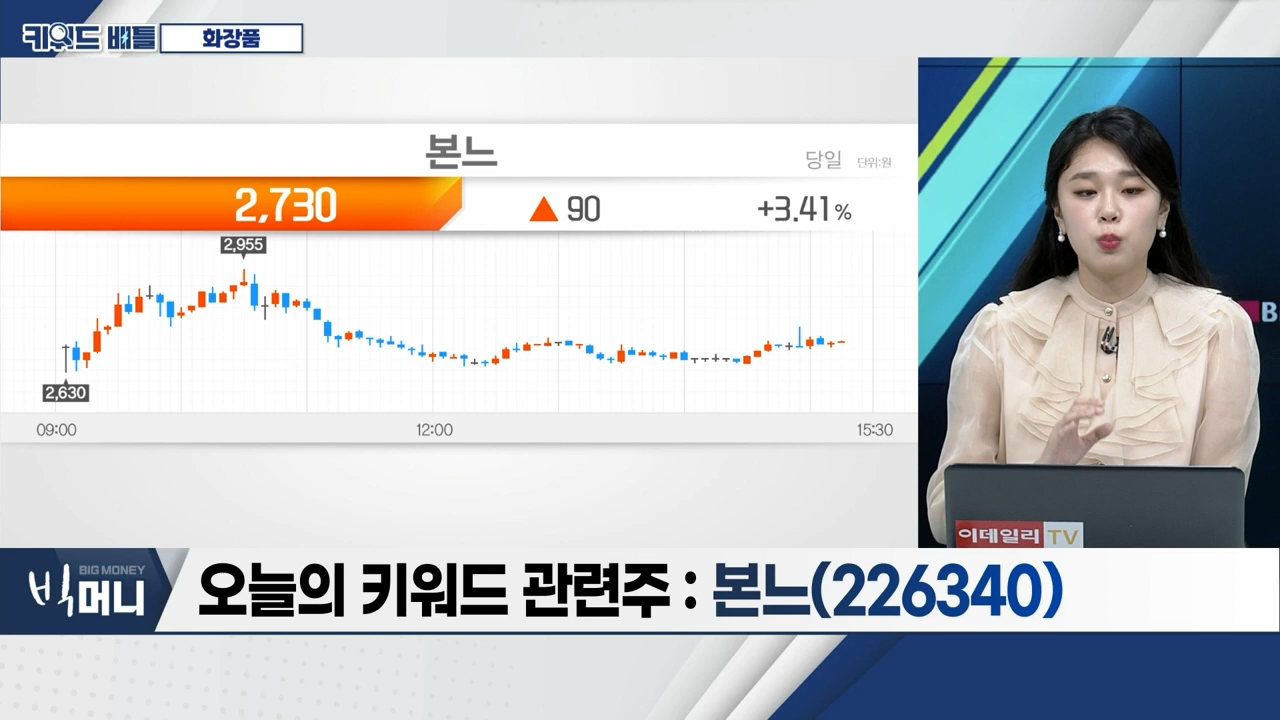 키워드 배틀 화장품
본느
당일 단위:원
2,730 ▲ 90 +3.41%
2,955
2,630
09:00 12:00 15:30
B
이데일리 TV
BIG MONEY
빅머니
오늘의 키워드 관련주 : 본느(226340)